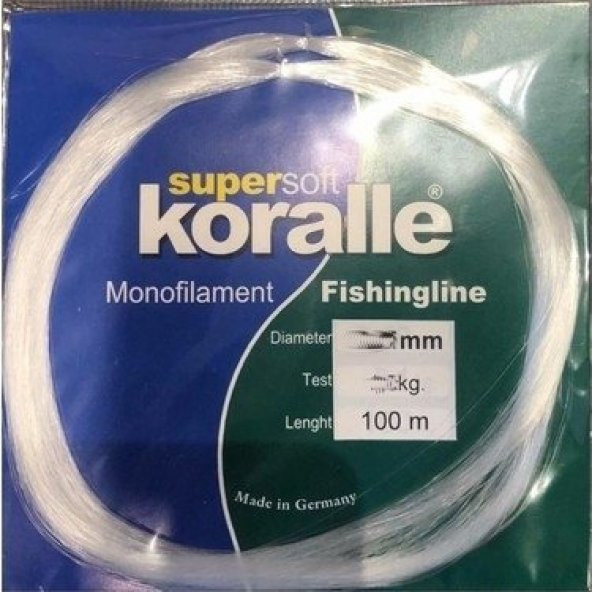 supersoft
koralle®
Monofilament Fishingline
Diameter mm
Test kg.
Lenght 100 m
Made in Germany